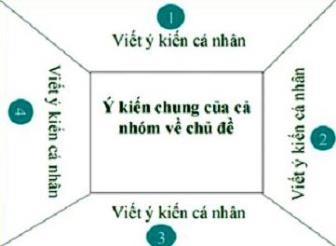 1
Viết ý kiến cá nhân
4
Viết ý kiến cá nhân
Ý kiến chung của cả
nhóm về chủ đề
Viết ý kiến cá nhân
2
Viết ý kiến cá nhân
3